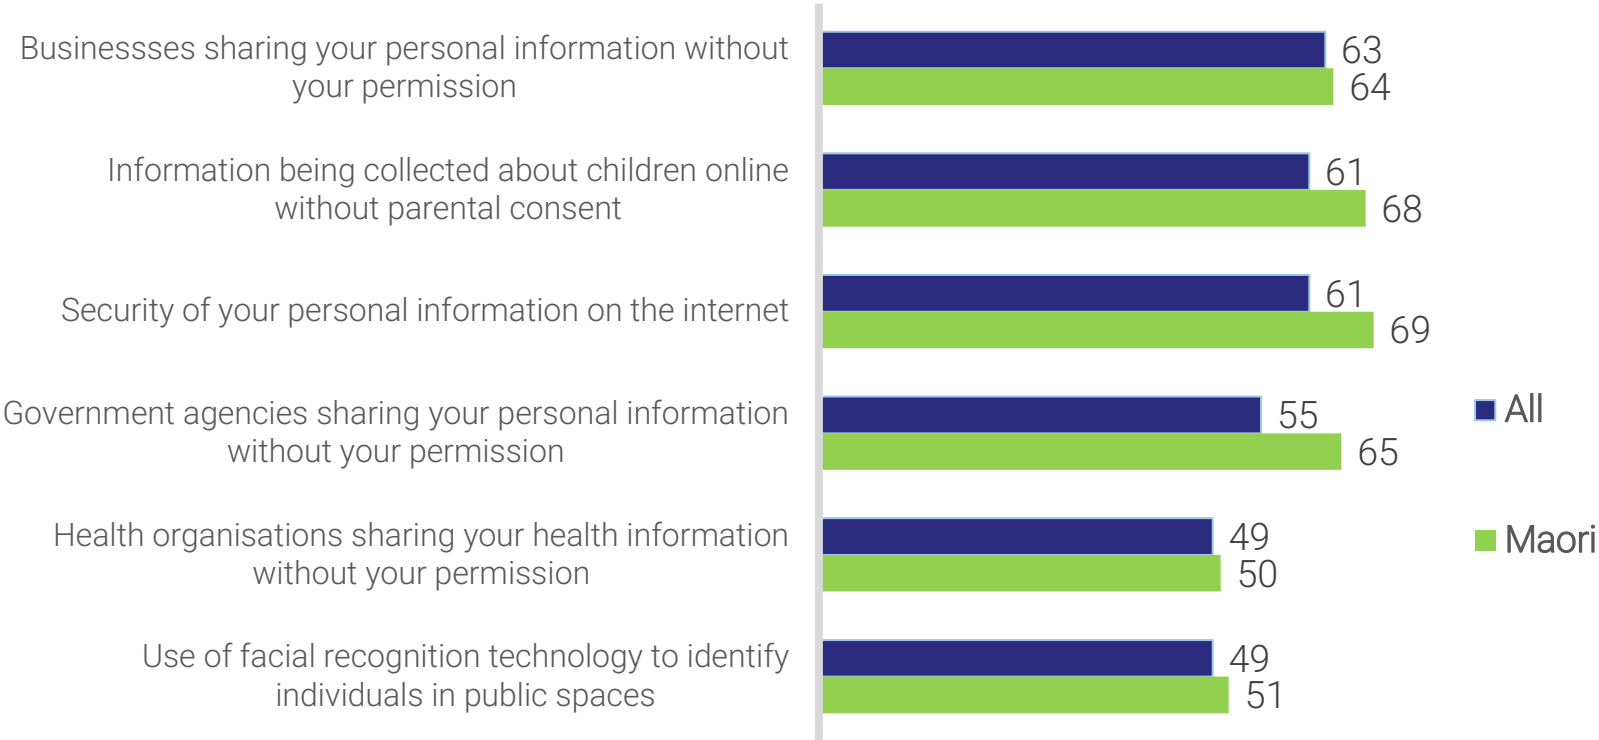 Businessses sharing your personal information without
your permission
63
64
Information being collected about children online
without parental consent
61
68
Security of your personal information on the internet
61
69
Government agencies sharing your personal information
without your permission
55
65
All
Health organisations sharing your health information
without your permission
49
50
Maori
Use of facial recognition technology to identify
individuals in public spaces
49
51